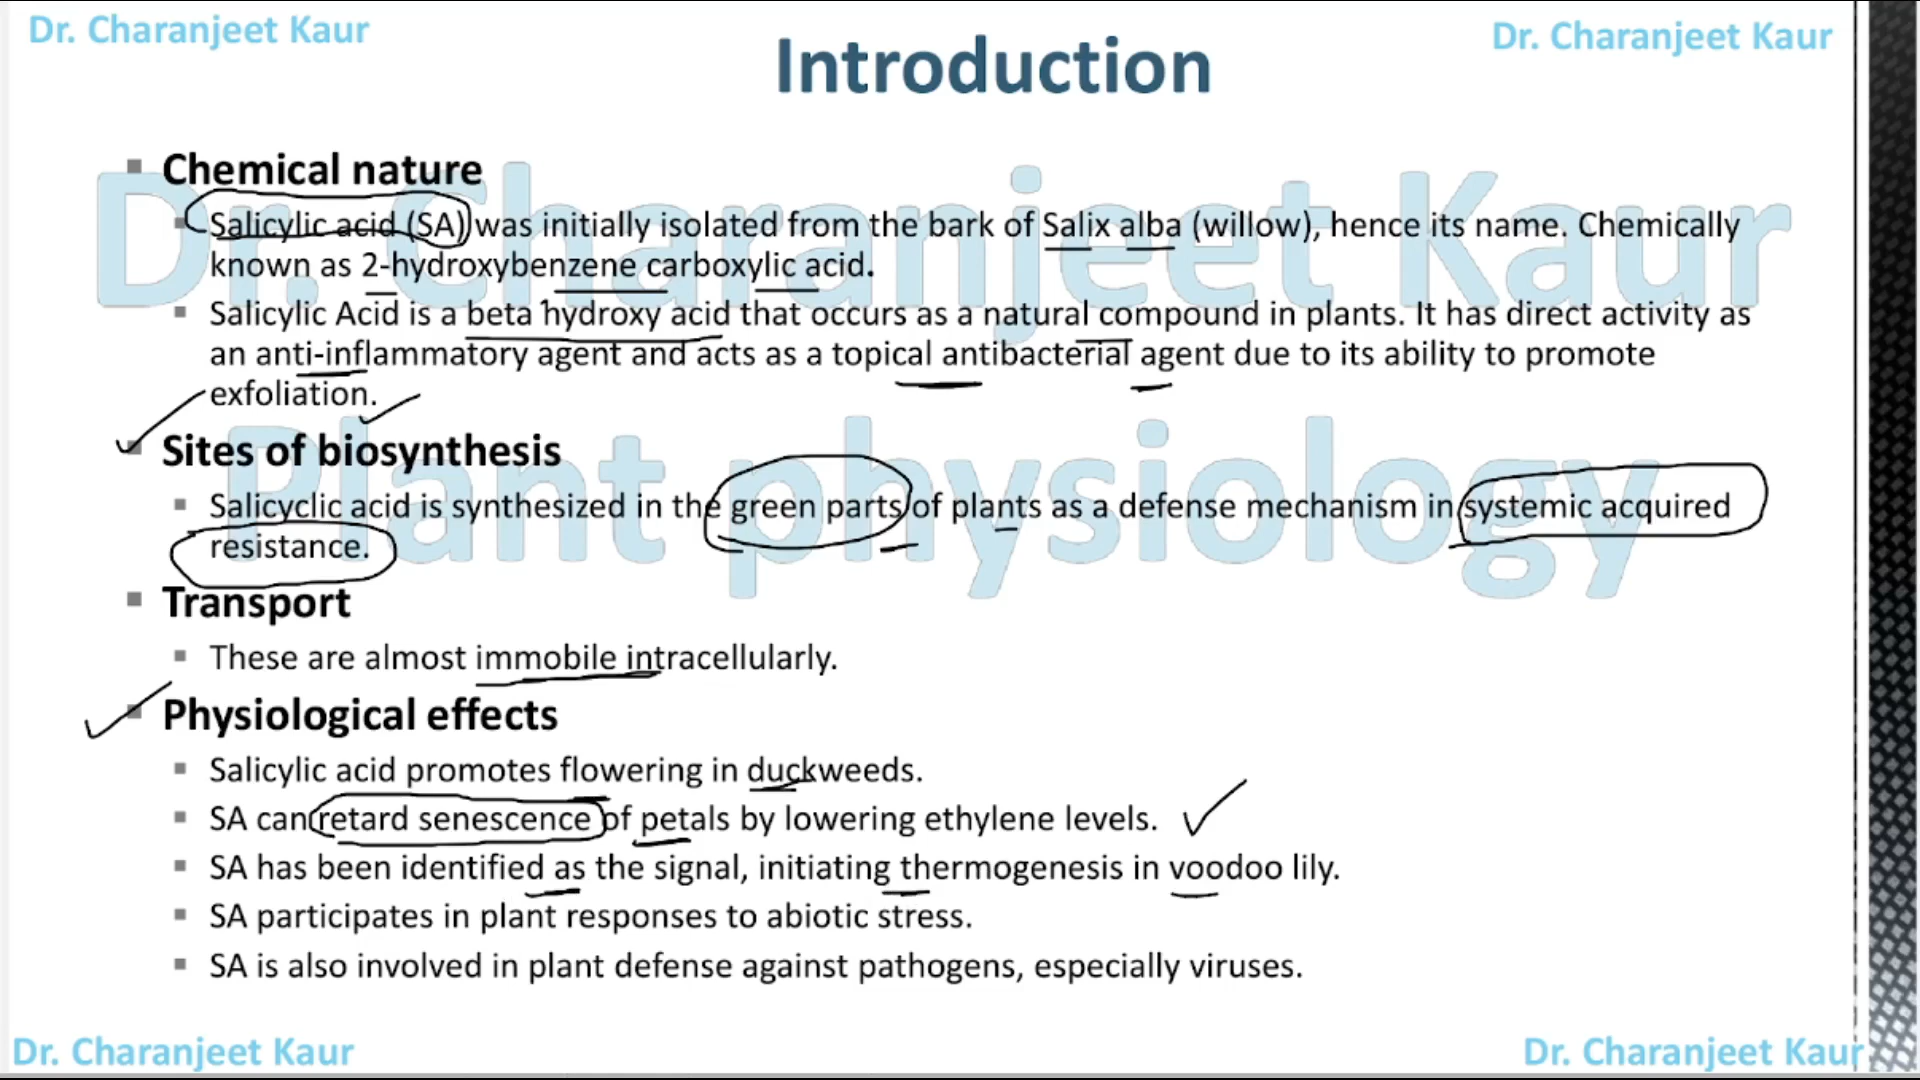 Dr. Charanjeet Kaur
Dr. Charanjeet Kaur
Introduction
Chemical nature
Salicylic acid (SA) was initially isolated from the bark of Salix alba (willow), hence its name. Chemically
known as 2-hydroxybenzene carboxylic acid.
Salicylic Acid is a beta hydroxy acid that occurs as a natural compound in plants. It has direct activity as
an anti-inflammatory agent and acts as a topical antibacterial agent due to its ability to promote
exfoliation.
Sites of biosynthesis
Salicyclic acid is synthesized in the green parts of plants as a defense mechanism in systemic acquired
resistance.
Transport
These are almost immobile intracellularly.
Physiological effects
Salicylic acid promotes flowering in duckweeds.
SA can retard senescence of petals by lowering ethylene levels.
SA has been identified as the signal, initiating thermogenesis in voodoo lily.
SA participates in plant responses to abiotic stress.
SA is also involved in plant defense against pathogens, especially viruses.
Dr. Charanjeet Kaur
Plant physiology
Dr. Charanjeet Kaur
Dr. Charanjeet Kaur